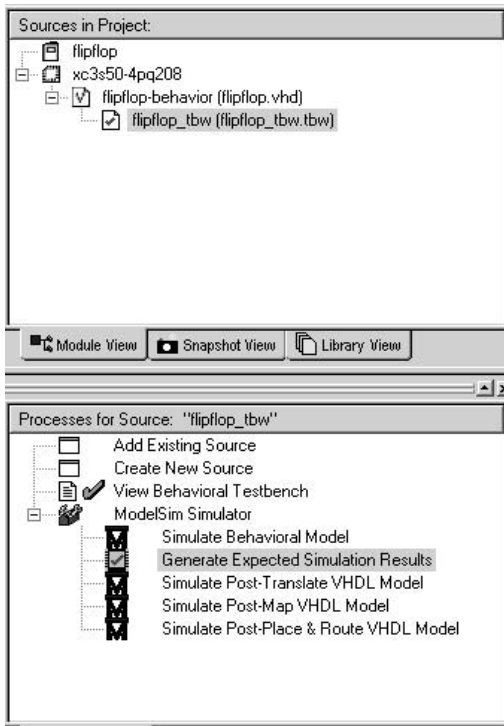 Sources in Project:
flipflop
xc3s50-4pq208
flipflop-behavior (flipflop.vhd)
flipflop_tbw (flipflop_tbw.tbw)
Module View Snapshot View Library View
Processes for Source: "flipflop_tbw"
Add Existing Source
Create New Source
View Behavioral Testbench
ModelSim Simulator
Simulate Behavioral Model
Generate Expected Simulation Results
Simulate Post-Translate VHDL Model
Simulate Post-Map VHDL Model
Simulate Post-Place & Route VHDL Model